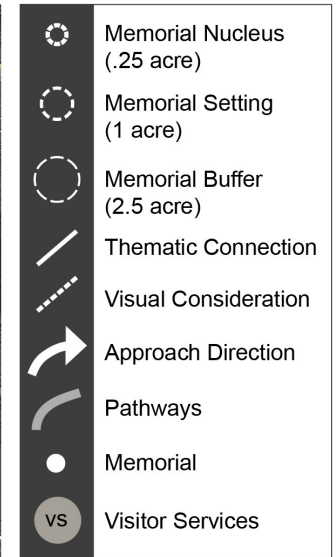 Memorial Nucleus
(.25 acre)
Memorial Setting
(1 acre)
Memorial Buffer
(2.5 acre)
Thematic Connection
Visual Consideration
Approach Direction
Pathways
Memorial
VS Visitor Services